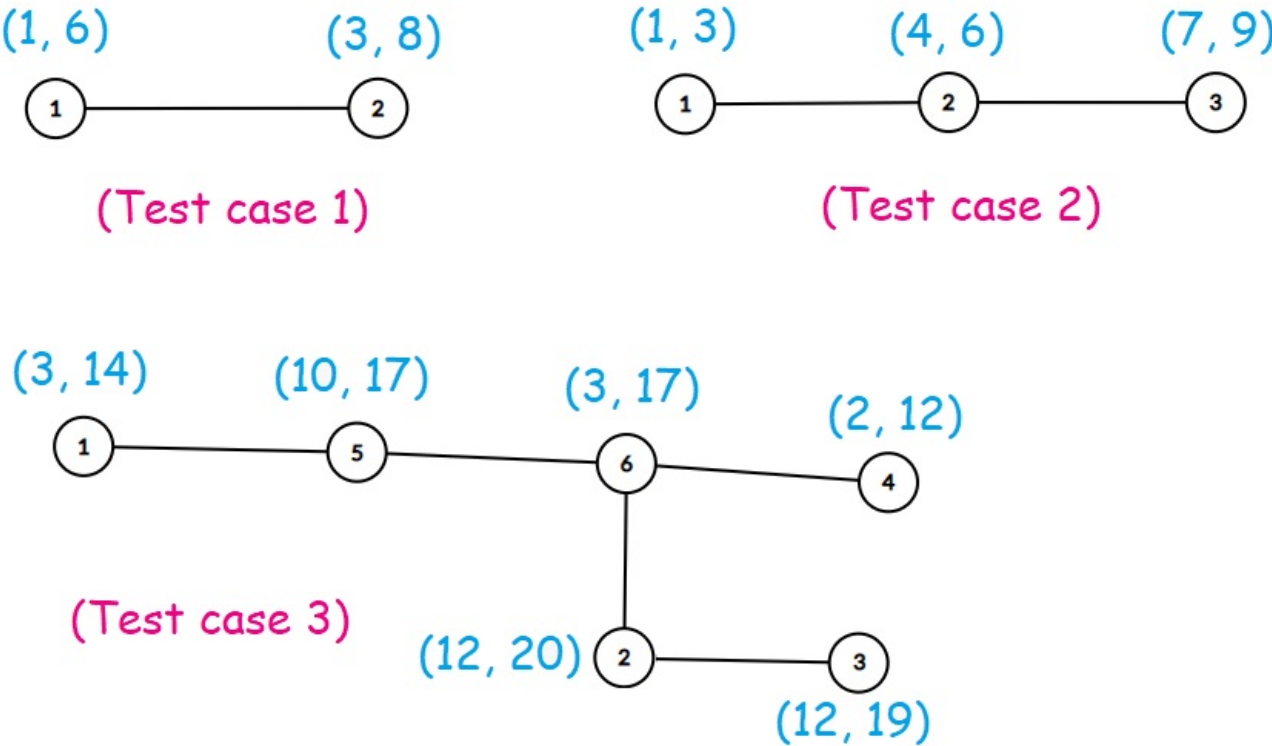 (1, 6) (3, 8) (1, 3) (4, 6) (7, 9)
1 2 1 2 3
(Test case 1) (Test case 2)
(3, 14) (10, 17) (3, 17) (2, 12)
1 5 6 4
(Test case 3) (12, 20) 2 3
(12, 19)